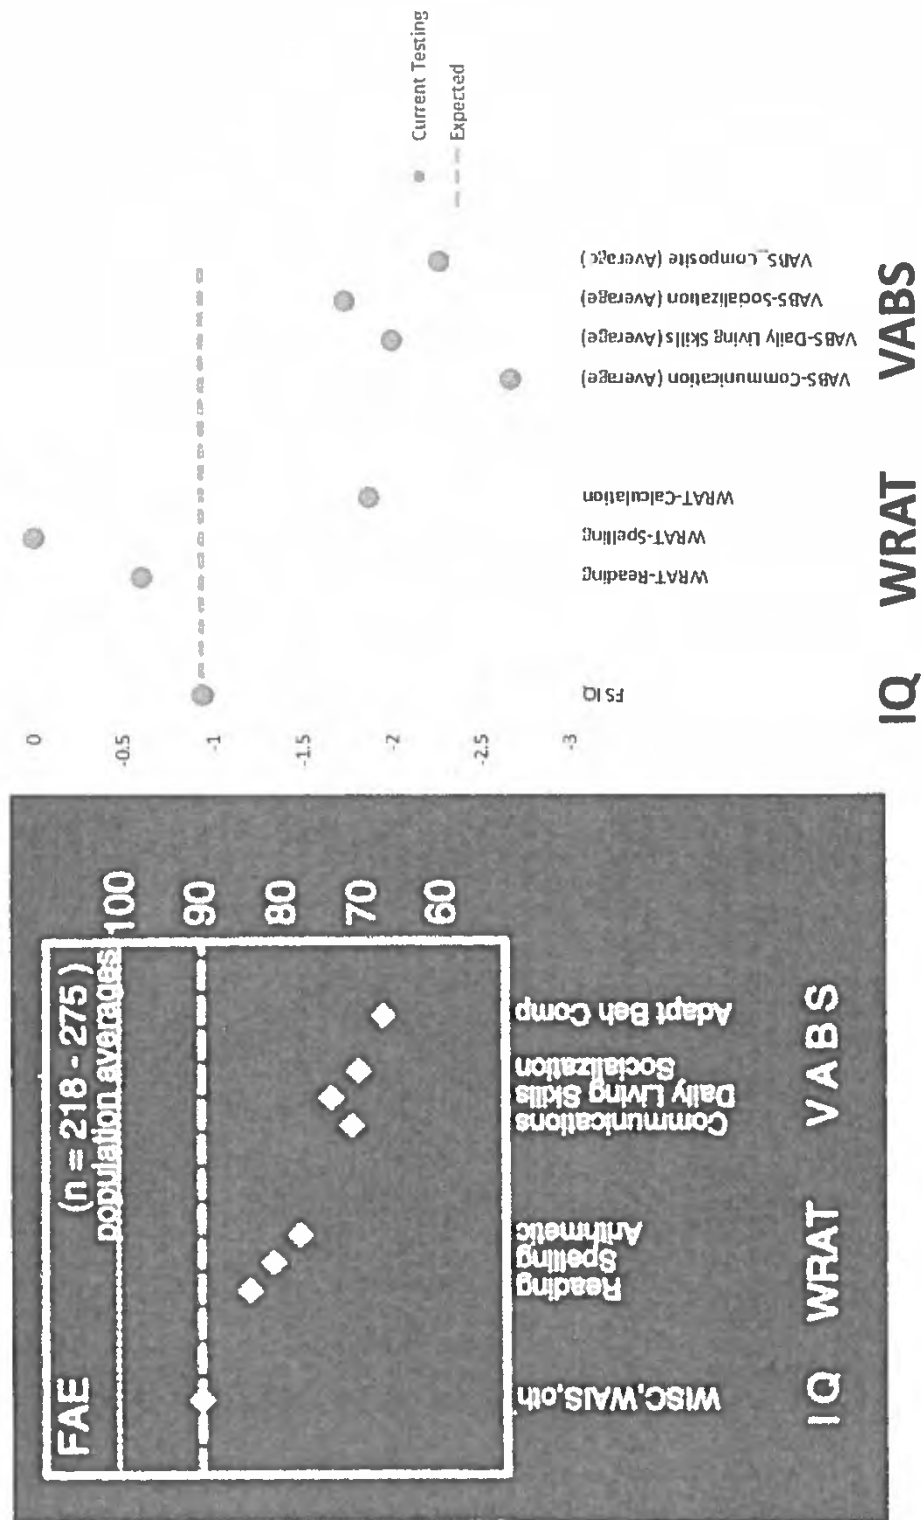 FAE
(n = 218 - 275)
population averages
100
90
80
70
60
WISC,WAIS,oth
Reading
Spelling
Arithmetic
Communications
Daily Living Skills
Socialization
Adapt Beh Comp
IQ WRAT VABS
0
-0.5
-1
-1.5
-2
-2.5
-3
FS IQ
WRAT-Reading
WRAT-Spelling
WRAT-Calculation
VABS-Communication (Average)
VABS-Daily Living Skills (Average)
VABS-Socialization (Average)
VABS_Composite (Average)
Current Testing
Expected
IQ WRAT VABS